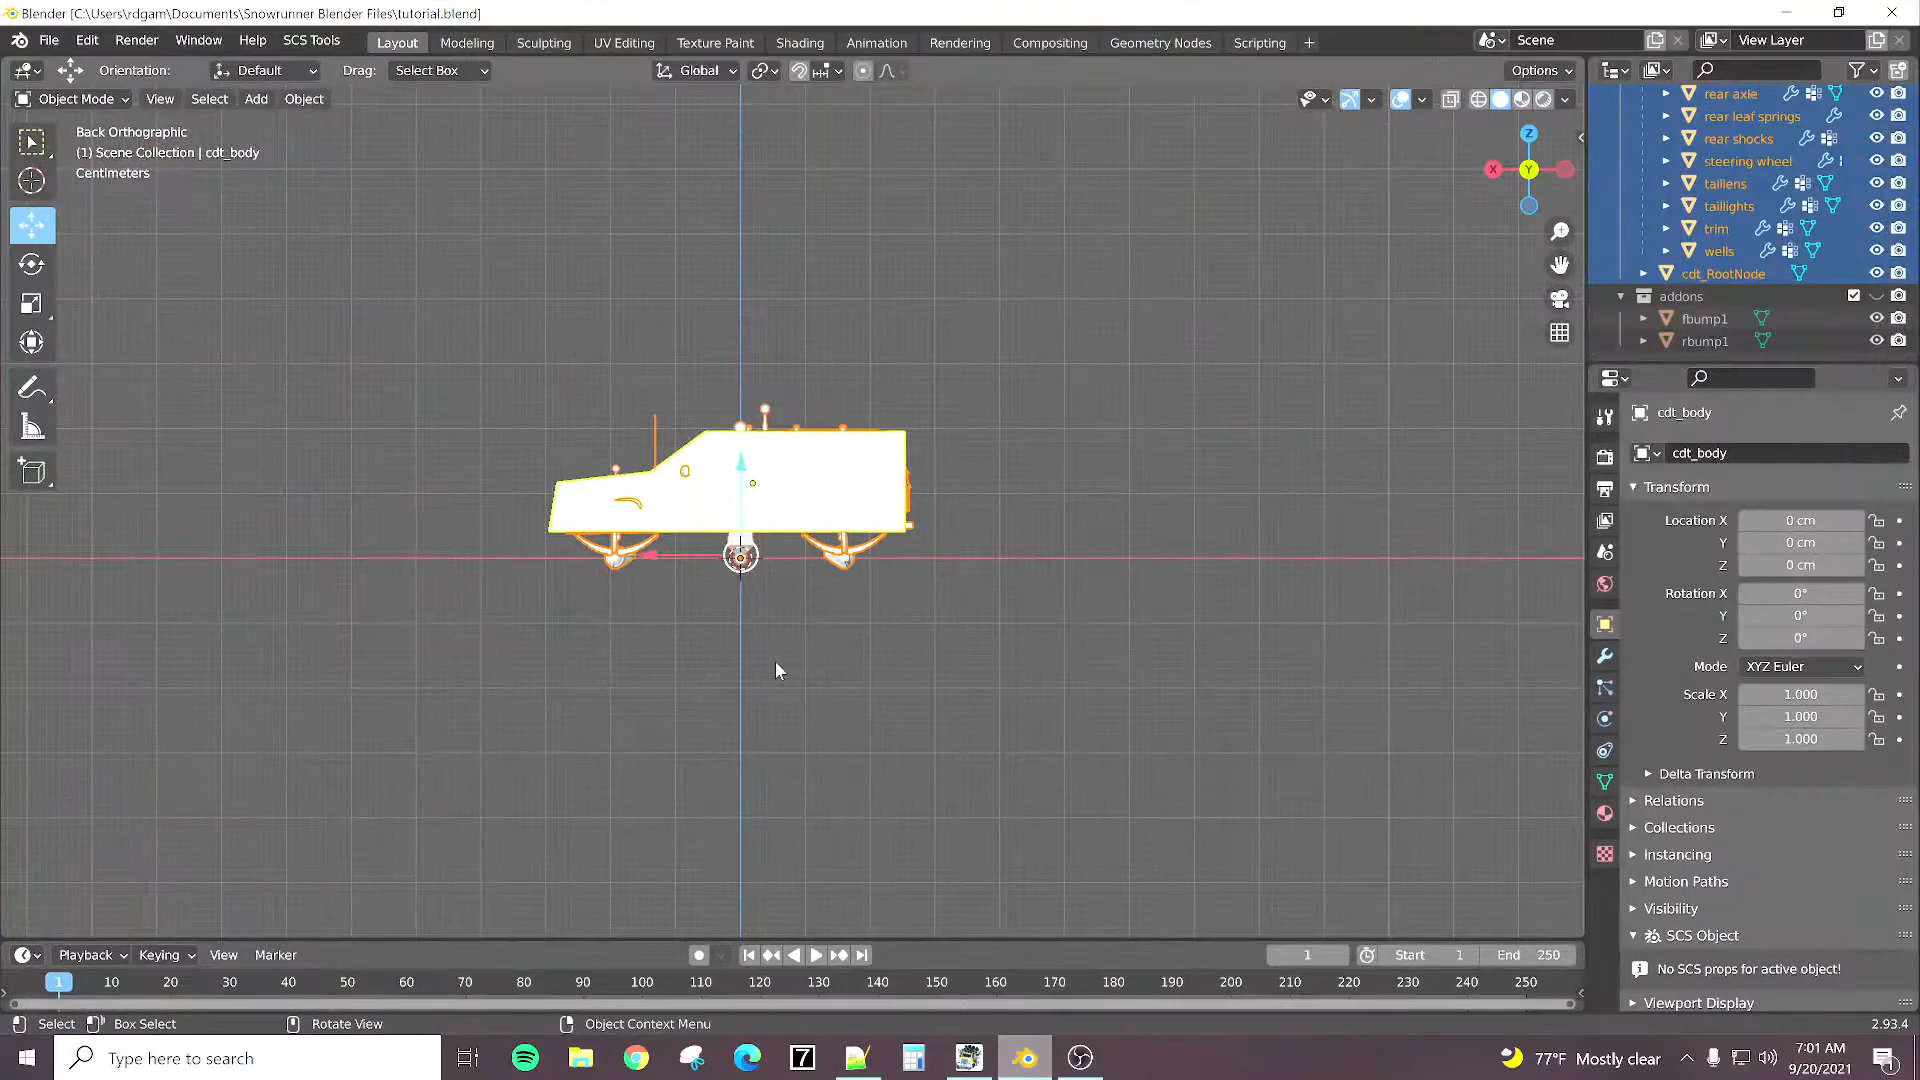 Blender [C:\Users\rdgam\Documents\Snowrunner Blender Files\tutorial.blend]
File Edit Render Window Help SCS Tools Layout Modeling Sculpting UV Editing Texture Paint Shading Animation Rendering Compositing Geometry Nodes Scripting + Scene View Layer
Orientation: Default Drag: Select Box Global Options
Object Mode View Select Add Object
Back Orthographic
(1) Scene Collection | cdt_body
Centimeters
Z
X
Y
rear axle
rear leaf springs
rear shocks
steering wheel
taillens
taillights
trim
wells
cdt_RootNode
addons
fbump1
rbump1
cdt_body
cdt_body
Transform
Location X 0 cm
Y 0 cm
Z 0 cm
Rotation X 0°
Y 0°
Z 0°
Mode XYZ Euler
Scale X 1.000
Y 1.000
Z 1.000
Delta Transform
Relations
Collections
Instancing
Motion Paths
Visibility
SCS Object
No SCS props for active object!
Viewport Display
Playback Keying View Marker 1 Start 1 End 250
1 10 20 30 40 50 60 70 80 90 100 110 120 130 140 150 160 170 180 190 200 210 220 230 240 250
Select Box Select Rotate View Object Context Menu 2.93.4
Type here to search 7 77°F Mostly clear 7:01 AM
9/20/2021 1